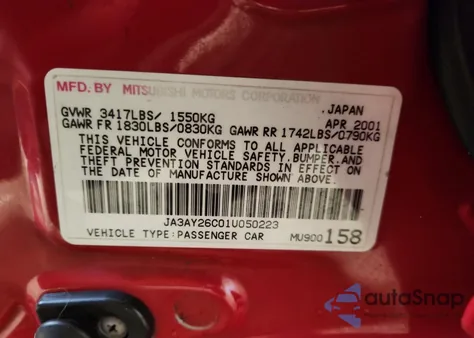 MFD. BY MITSUBISHI MOTORS CORPORATION
GVWR 3417LBS/ 1550KG JAPAN
APR 2001
GAWR FR 1830LBS/0830KG GAWR RR 1742LBS/0790KG
THIS VEHICLE CONFORMS TO ALL APPLICABLE
FEDERAL MOTOR VEHICLE SAFETY, BUMPER, AND
THEFT PREVENTION STANDARDS IN EFFECT ON
THE DATE OF MANUFACTURE SHOWN ABOVE.
JA3AY26C01U050223
VEHICLE TYPE:PASSENGER CAR MU900 158
autoSnap